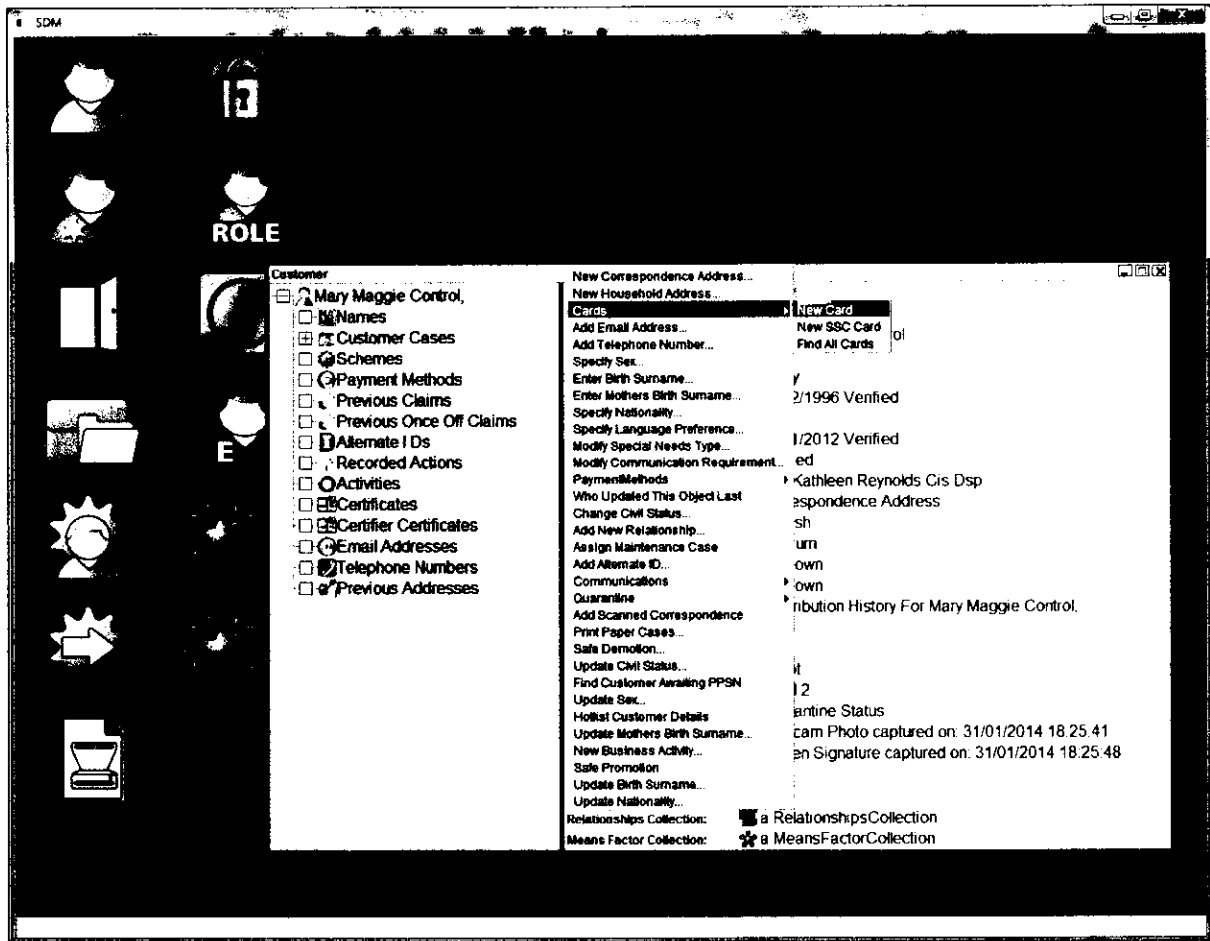 SDM
ROLE
E
Customer
Mary Maggie Control,
Names
Customer Cases
Schemes
Payment Methods
Previous Claims
Previous Once Off Claims
Alternate I Ds
Recorded Actions
Activities
Certificates
Certifier Certificates
Email Addresses
Telephone Numbers
Previous Addresses
New Correspondence Address...
New Household Address...
Cards
Add Email Address...
Add Telephone Number...
Specify Sex...
Enter Birth Surname...
Enter Mothers Birth Surname...
Specify Nationality...
Specify Language Preference...
Modify Special Needs Type...
Modify Communication Requirement...
PaymentMethods
Who Updated This Object Last
Change Civil Status...
Add New Relationship...
Assign Maintenance Case
Add Alternate ID...
Communications
Quarantine
Add Scanned Correspondence
Print Paper Cases...
Safe Demotion...
Update Civil Status...
Find Customer Awaiting PPSN
Update Sex...
Hotlist Customer Details
Update Mothers Birth Surname...
New Business Activity...
Safe Promotion
Update Birth Surname...
Update Nationality...
Relationships Collection: a RelationshipsCollection
Means Factor Collection: a MeansFactorCollection
New Card
New SSC Card
Find All Cards
ol
y
2/1996 Verified
1/2012 Verified
ed
Kathleen Reynolds Cis Dsp
espondence Address
sh
urn
own
own
ribution History For Mary Maggie Control,
it
12
antine Status
cam Photo captured on: 31/01/2014 18:25:41
en Signature captured on: 31/01/2014 18:25:48